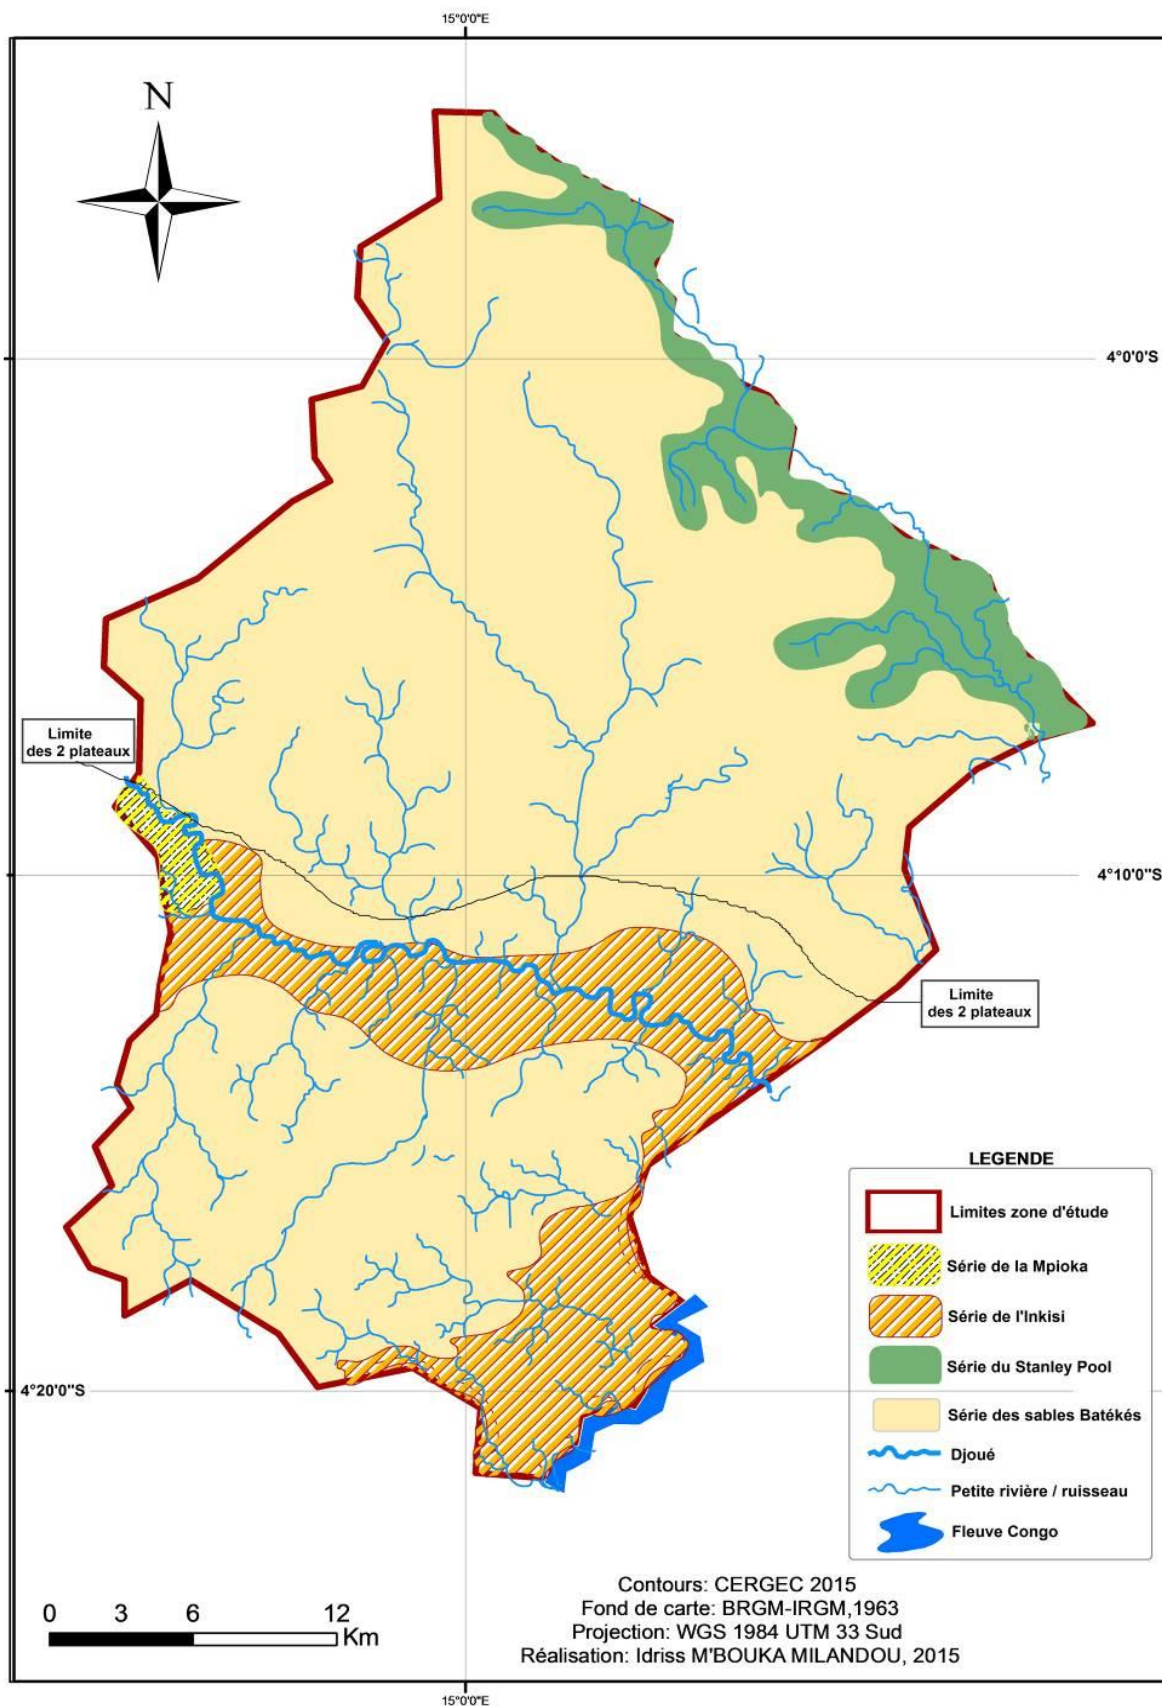 15°0'0"E
N
4°0'0'S
Limite
des 2 plateaux
4°10'0''S
Limite
des 2 plateaux
LEGENDE
Limites zone d'étude
Série de la Mpioka
Série de l'Inkisi
Série du Stanley Pool
4°20'0''S
Série des sables Batékés
Djoué
Petite rivière / ruisseau
Fleuve Congo
Contours: CERGEC 2015
Fond de carte: BRGM-IRGM,1963
Projection: WGS 1984 UTM 33 Sud
Réalisation: Idriss M'BOUKA MILANDOU, 2015
0 3 6 12
Km
15°0'0"E